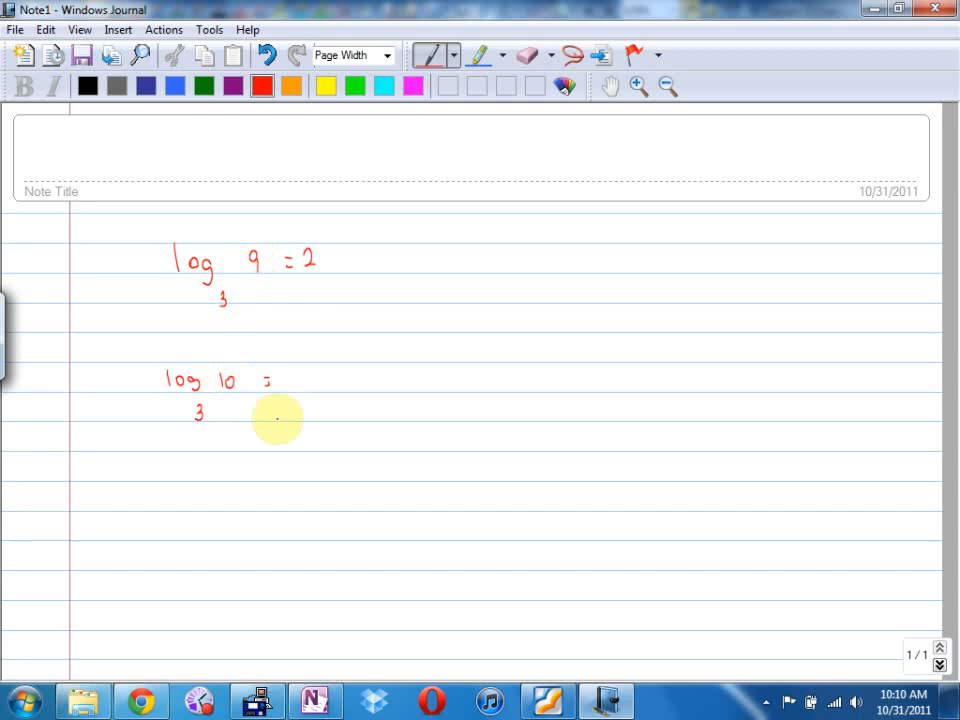 Note1 - Windows Journal
File Edit View Insert Actions Tools Help
Page Width
B I
Note Title 10/31/2011
log 9 = 2
3
log 10 =
3
1 / 1
10:10 AM
10/31/2011